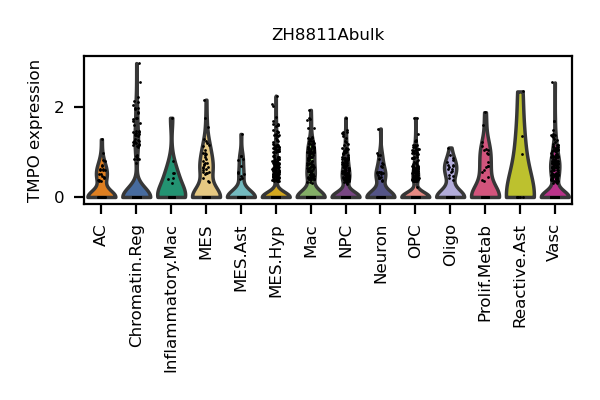 ZH8811Abulk
TMPO expression
2
0
AC
Chromatin.Reg
Inflammatory.Mac
MES
MES.Ast
MES.Hyp
Mac
NPC
Neuron
OPC
Oligo
Prolif.Metab
Reactive.Ast
Vasc